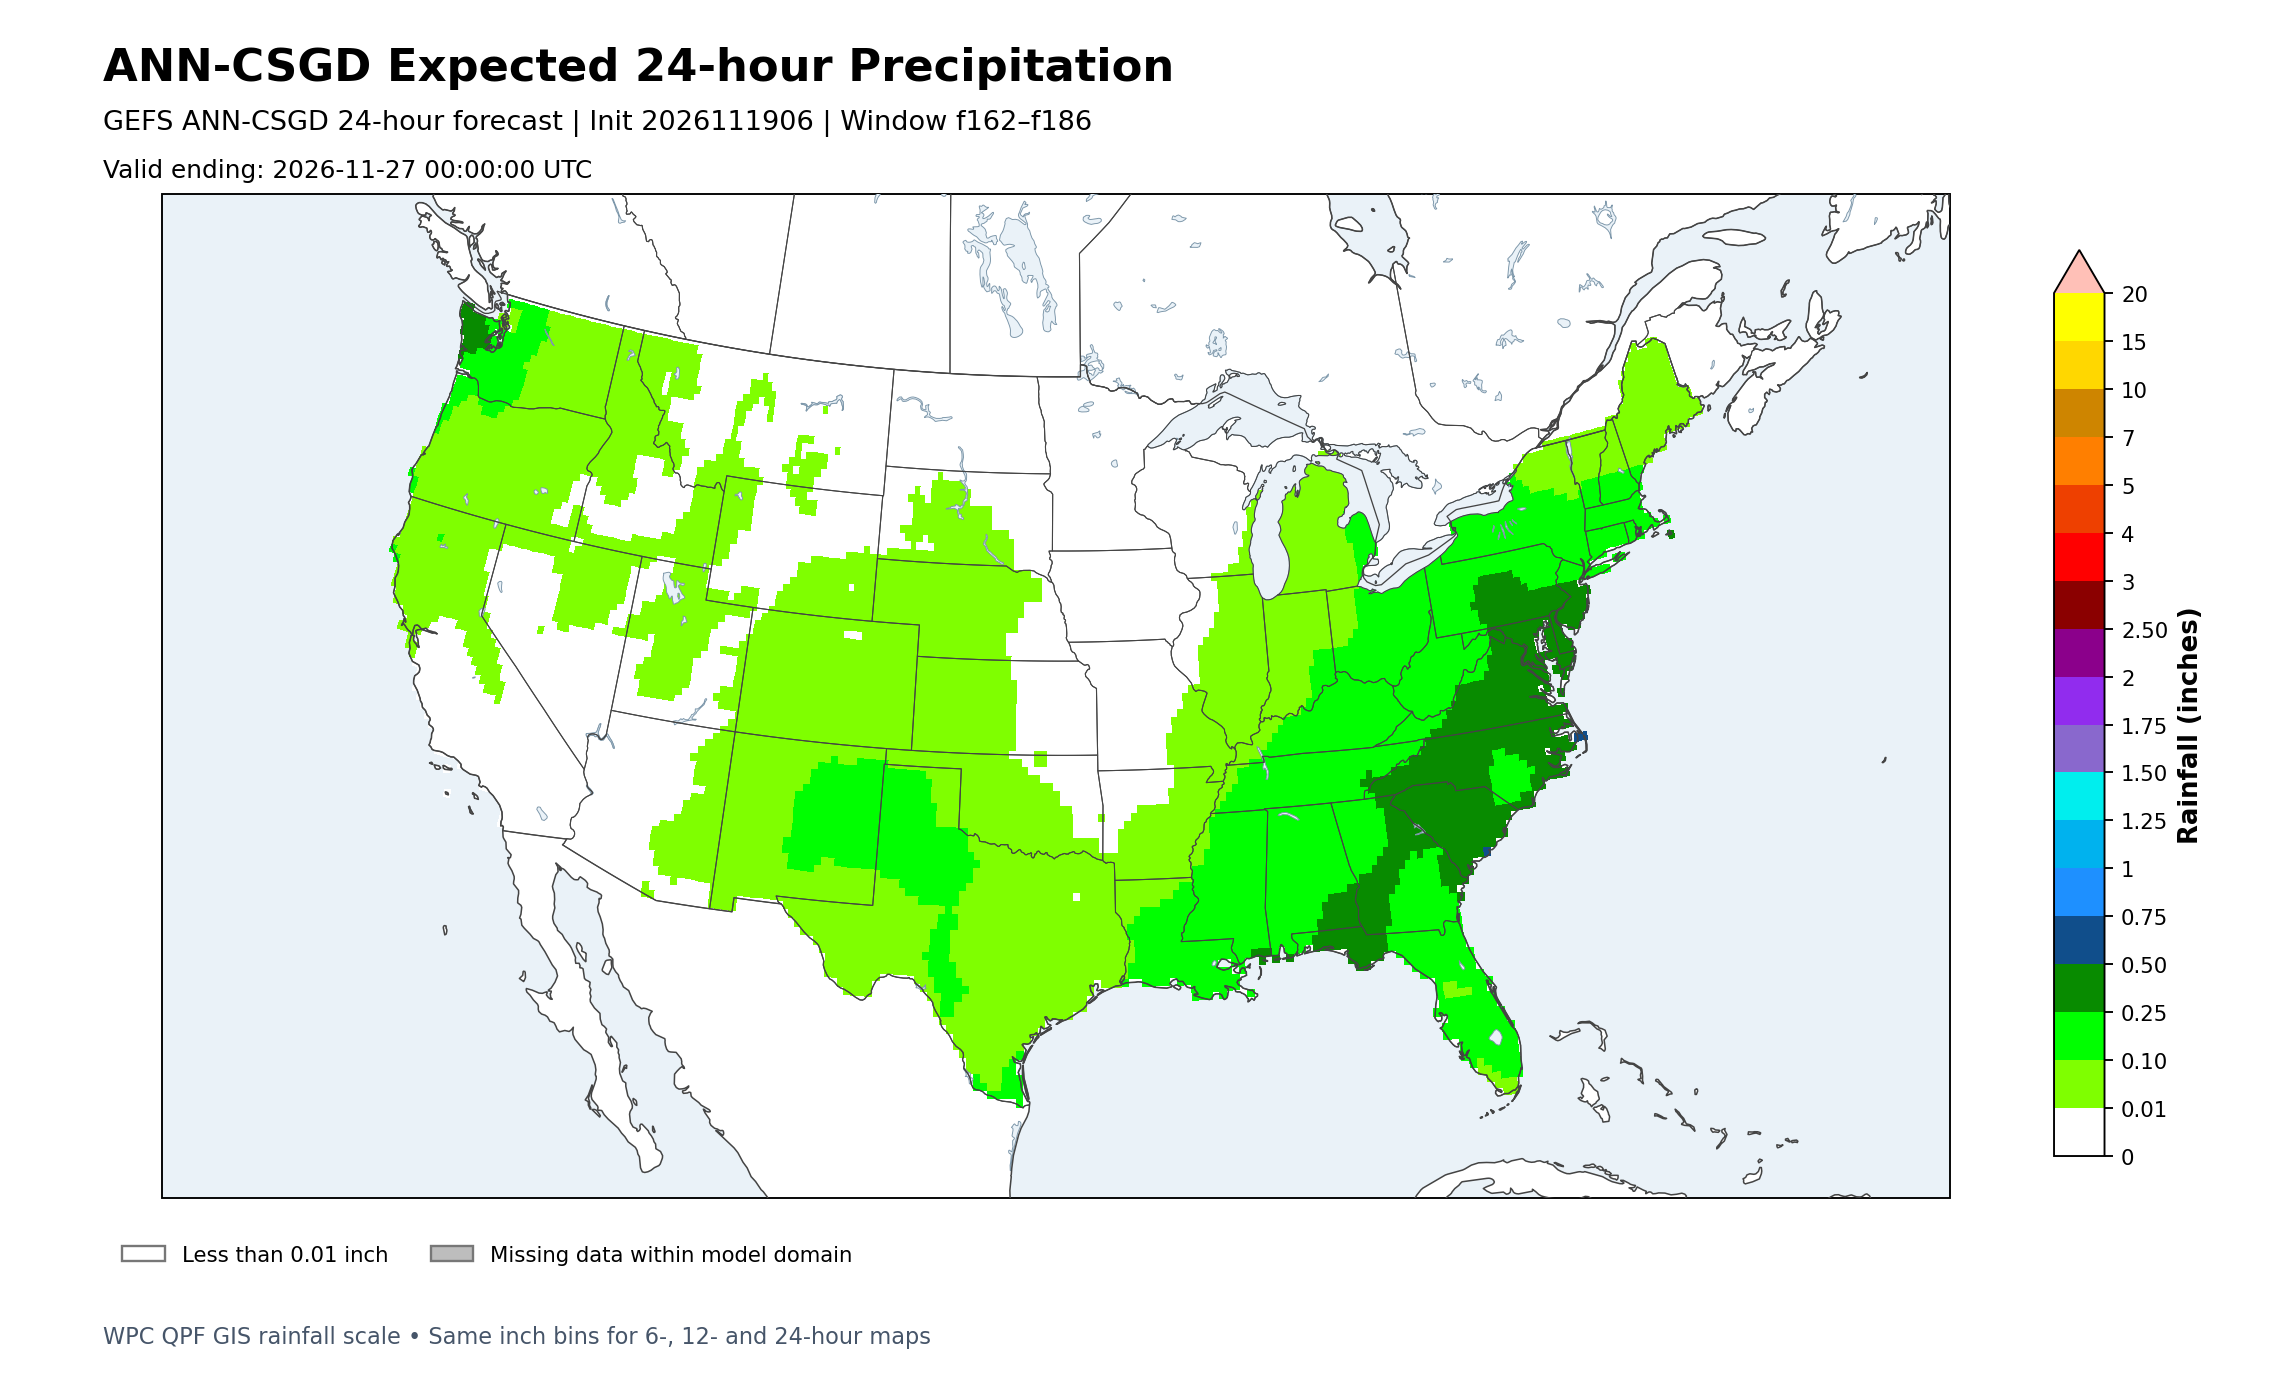 ANN-CSGD Expected 24-hour Precipitation
GEFS ANN-CSGD 24-hour forecast | Init 2026111906 | Window f162–f186
Valid ending: 2026-11-27 00:00:00 UTC
20
15
10
7
5
4
3
2.50
2
1.75
1.50
1.25
1
0.75
0.50
0.25
0.10
0.01
0
Rainfall (inches)
Less than 0.01 inch
Missing data within model domain
WPC QPF GIS rainfall scale • Same inch bins for 6-, 12- and 24-hour maps